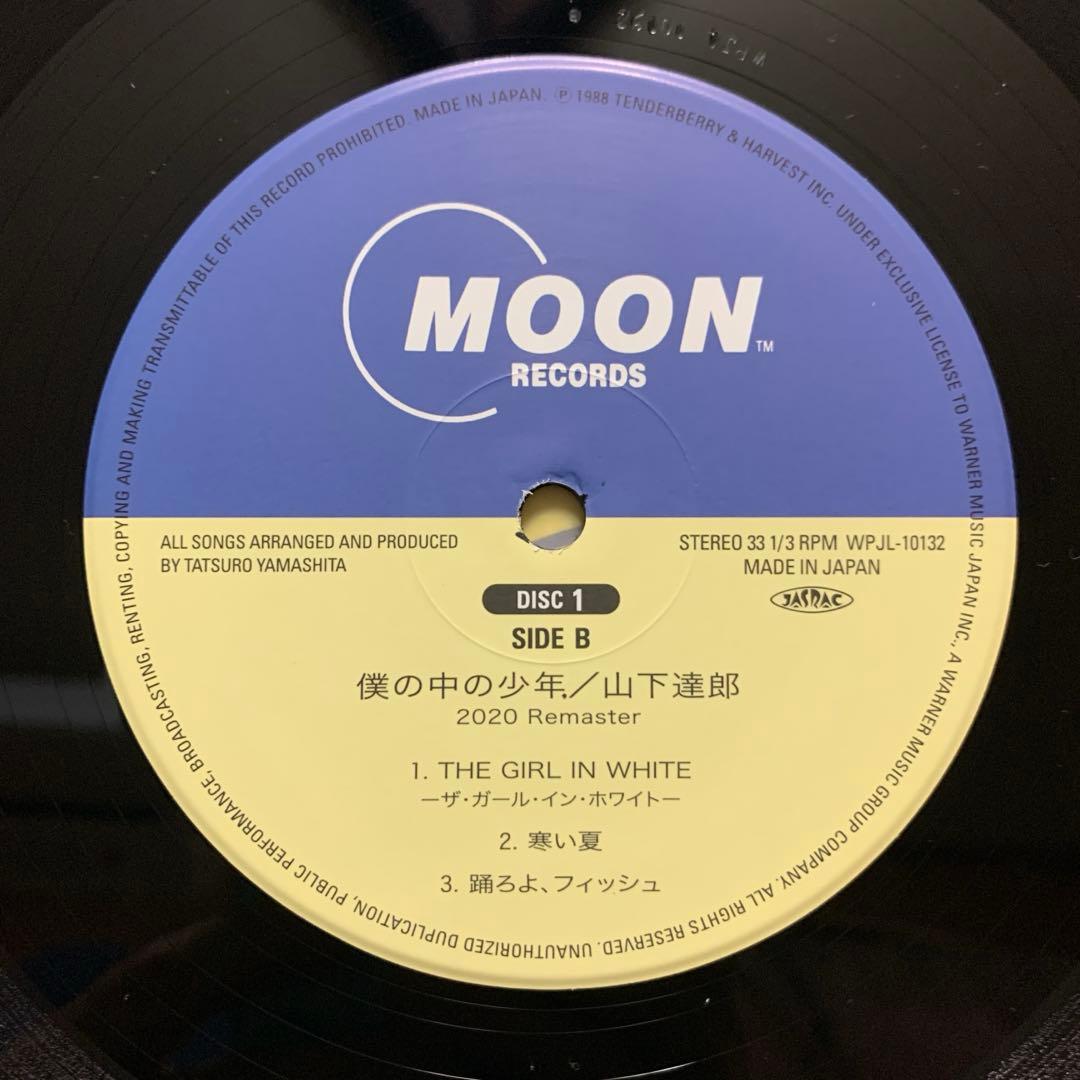 MOON™
RECORDS
ALL SONGS ARRANGED AND PRODUCED
BY TATSURO YAMASHITA
STEREO 33 1/3 RPM WPJL-10132
MADE IN JAPAN
JASRAC
DISC 1
SIDE B
僕の中の少年/山下達郎
2020 Remaster
1. THE GIRL IN WHITE
ーザ・ガール・イン・ホワイトー
2. 寒い夏
3. 踊ろよ、フィッシュ
℗ 1988 TENDERBERRY & HARVEST INC. UNDER EXCLUSIVE LICENSE TO WARNER MUSIC JAPAN INC., A WARNER MUSIC GROUP COMPANY. ALL RIGHTS RESERVED. UNAUTHORIZED DUPLICATION, PUBLIC PERFORMANCE, BROADCASTING, RENTING, COPYING AND MAKING TRANSMITTABLE OF THIS RECORD PROHIBITED. MADE IN JAPAN.